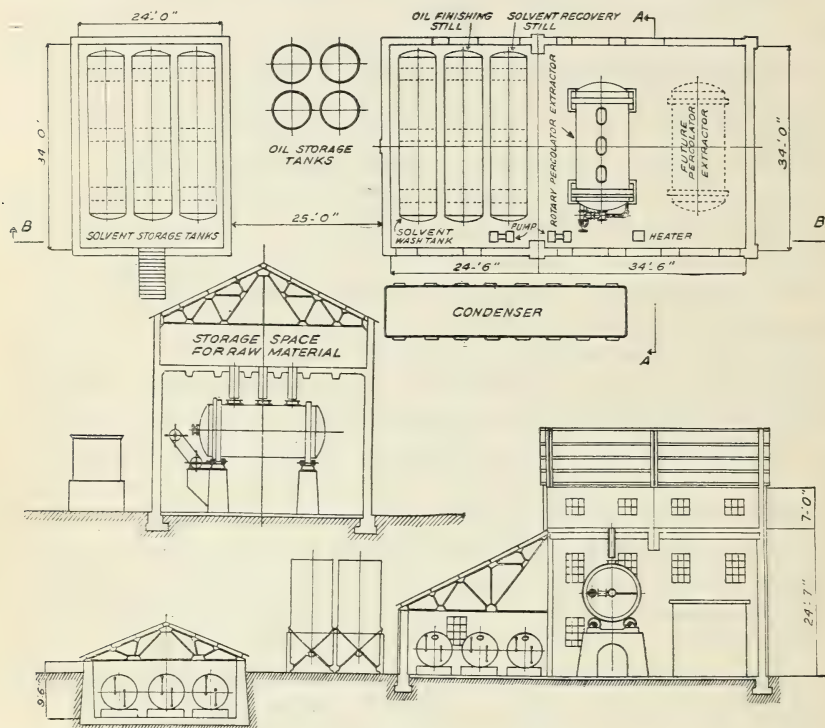 24'-0"
OIL FINISHING
STILL
SOLVENT RECOVERY
STILL
A
34'-0"
OIL STORAGE
TANKS
ROTARY PERCOLATOR EXTRACTOR
FUTURE
PERCOLATOR
EXTRACTOR
34'-0"
B
SOLVENT STORAGE TANKS
25'-0"
SOLVENT
WASH TANK
PUMP
HEATER
B
24'-6"
34'-6"
CONDENSER
A
STORAGE SPACE
FOR RAW MATERIAL
7'-0"
24'-7"
9'-6"